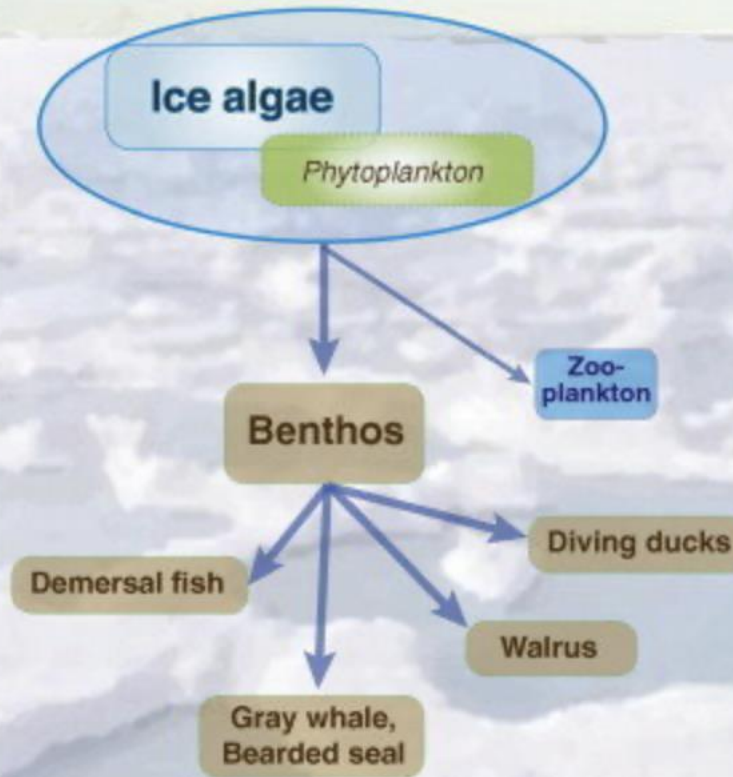 Ice algae
Phytoplankton
Zoo-
plankton
Benthos
Diving ducks
Demersal fish
Walrus
Gray whale,
Bearded seal